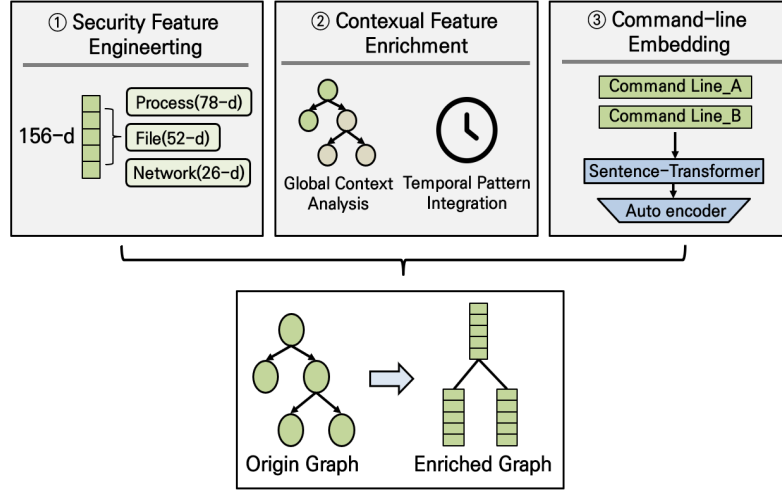 ① Security Feature
Engineerting
156-d
Process(78-d)
File(52-d)
Network(26-d)
② Contexual Feature
Enrichment
Global Context
Analysis
Temporal Pattern
Integration
③ Command-line
Embedding
Command Line_A
Command Line_B
Sentence-Transformer
Auto encoder
Origin Graph
Enriched Graph